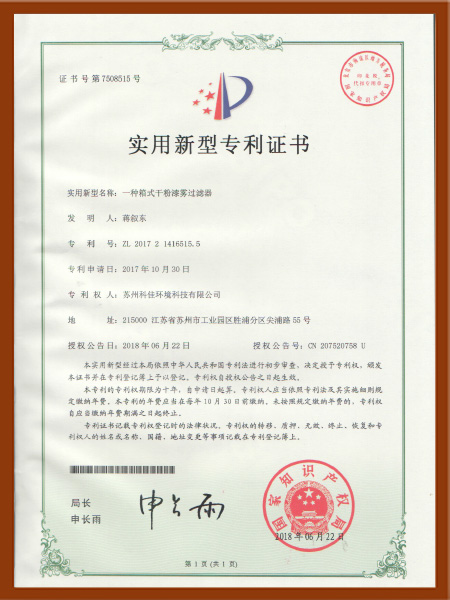 证书号第7508515号
实用新型专利证书
实用新型名称：一种箱式干粉漆雾过滤器
发 明 人：蒋叙东
专 利 号：ZL 2017 2 1416515.5
专利申请日：2017年10月30日
专 利 权 人：苏州科佳环境科技有限公司
地 址：215000 江苏省苏州市工业园区胜浦分区尖浦路55号
授权公告日：2018年06月22日 授权公告号：CN 207520758 U
本实用新型经过本局依照中华人民共和国专利法进行初步审查，决定授予专利权，颁发
本证书并在专利登记簿上予以登记。专利权自授权公告之日起生效。
本专利的专利权期限为十年，自申请日起算。专利权人应当依照专利法及其实施细则规
定缴纳年费。本专利的年费应当在每年10月30日前缴纳。未按照规定缴纳年费的，专利权
自应当缴纳年费期满之日起终止。
专利证书记载专利权登记时的法律状况。专利权的转移、质押、无效、终止、恢复和专
利权人的姓名或名称、国籍、地址变更等事项记载在专利登记簿上。
局长
申长雨
申长雨
国家知识产权局
2018年06月22日
第 1 页 (共 1 页)